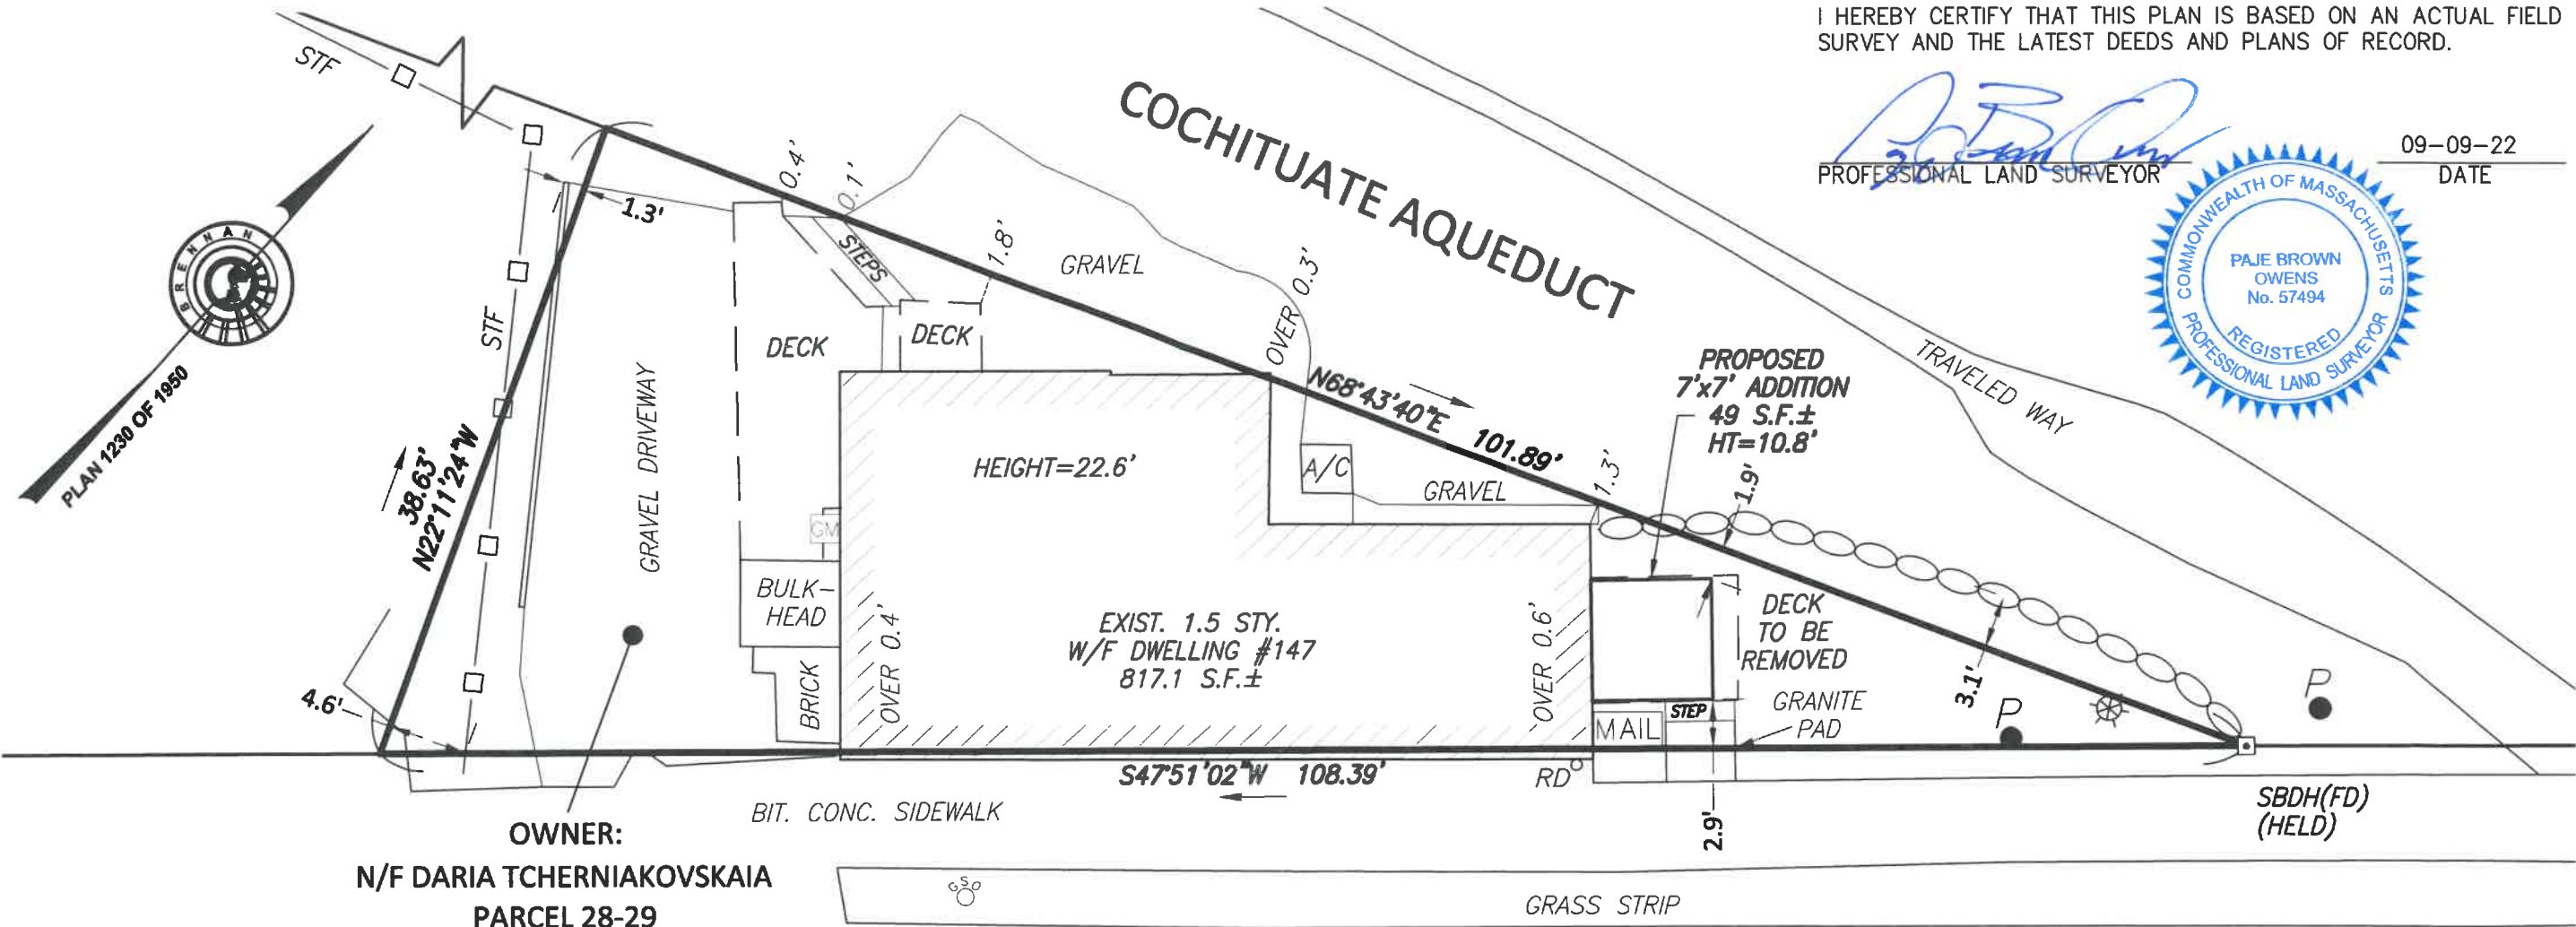 I HEREBY CERTIFY THAT THIS PLAN IS BASED ON AN ACTUAL FIELD
SURVEY AND THE LATEST DEEDS AND PLANS OF RECORD.
09-09-22
PROFESSIONAL LAND SURVEYOR
DATE
COMMONWEALTH OF MASSACHUSETTS
PAJE BROWN
OWENS
No. 57494
REGISTERED
PROFESSIONAL LAND SURVEYOR
STF
COCHITUATE AQUEDUCT
BRENNAN
PLAN 1230 OF 1950
0.4'
0.1'
1.3'
STEPS
1.8'
GRAVEL
OVER 0.3'
STF
DECK
DECK
GRAVEL DRIVEWAY
38.63'
N22°11'24"W
N68°43'40"E 101.89'
TRAVELED WAY
PROPOSED
7'x7' ADDITION
49 S.F.±
HT=10.8'
HEIGHT=22.6'
A/C
GRAVEL
1.3'
1.9'
GM
BULK-
HEAD
OVER 0.4'
EXIST. 1.5 STY.
W/F DWELLING #147
817.1 S.F.±
OVER 0.6'
DECK
TO BE
REMOVED
BRICK
4.6'
3.1'
MAIL
STEP
GRANITE
PAD
P
P
S47°51'02"W 108.39'
RD
2.9'
BIT. CONC. SIDEWALK
SBDH(FD)
(HELD)
OWNER:
N/F DARIA TCHERNIAKOVSKAIA
PARCEL 28-29
GSO
GRASS STRIP